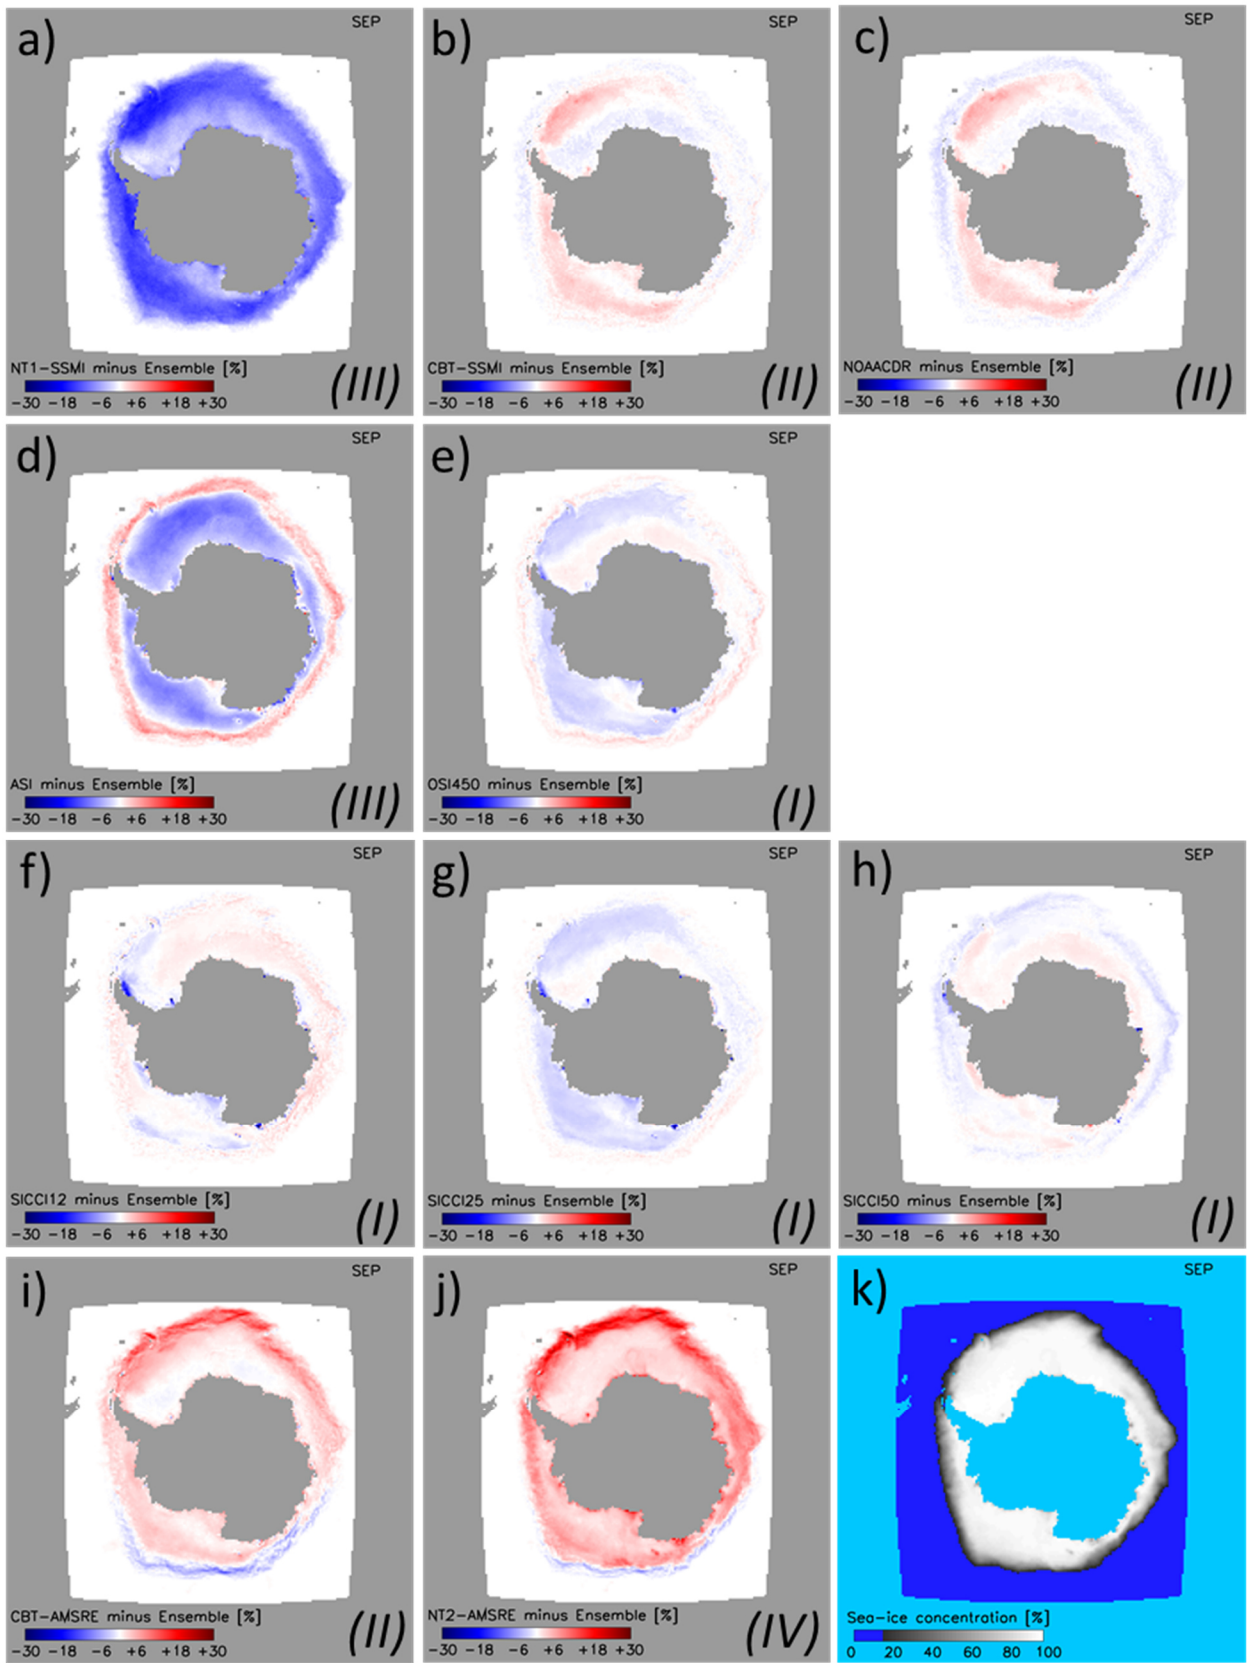 a) SEP
NT1-SSMI minus Ensemble [%]
-30 -18 -6 +6 +18 +30
(III)
b) SEP
CBT-SSMI minus Ensemble [%]
-30 -18 -6 +6 +18 +30
(II)
c) SEP
NOAACDR minus Ensemble [%]
-30 -18 -6 +6 +18 +30
(II)
d) SEP
ASI minus Ensemble [%]
-30 -18 -6 +6 +18 +30
(III)
e) SEP
OSI450 minus Ensemble [%]
-30 -18 -6 +6 +18 +30
(I)
f) SEP
SICCI12 minus Ensemble [%]
-30 -18 -6 +6 +18 +30
(I)
g) SEP
SICCI25 minus Ensemble [%]
-30 -18 -6 +6 +18 +30
(I)
h) SEP
SICCI50 minus Ensemble [%]
-30 -18 -6 +6 +18 +30
(I)
i) SEP
CBT-AMSRE minus Ensemble [%]
-30 -18 -6 +6 +18 +30
(II)
j) SEP
NT2-AMSRE minus Ensemble [%]
-30 -18 -6 +6 +18 +30
(IV)
k) SEP
Sea-ice concentration [%]
0 20 40 60 80 100